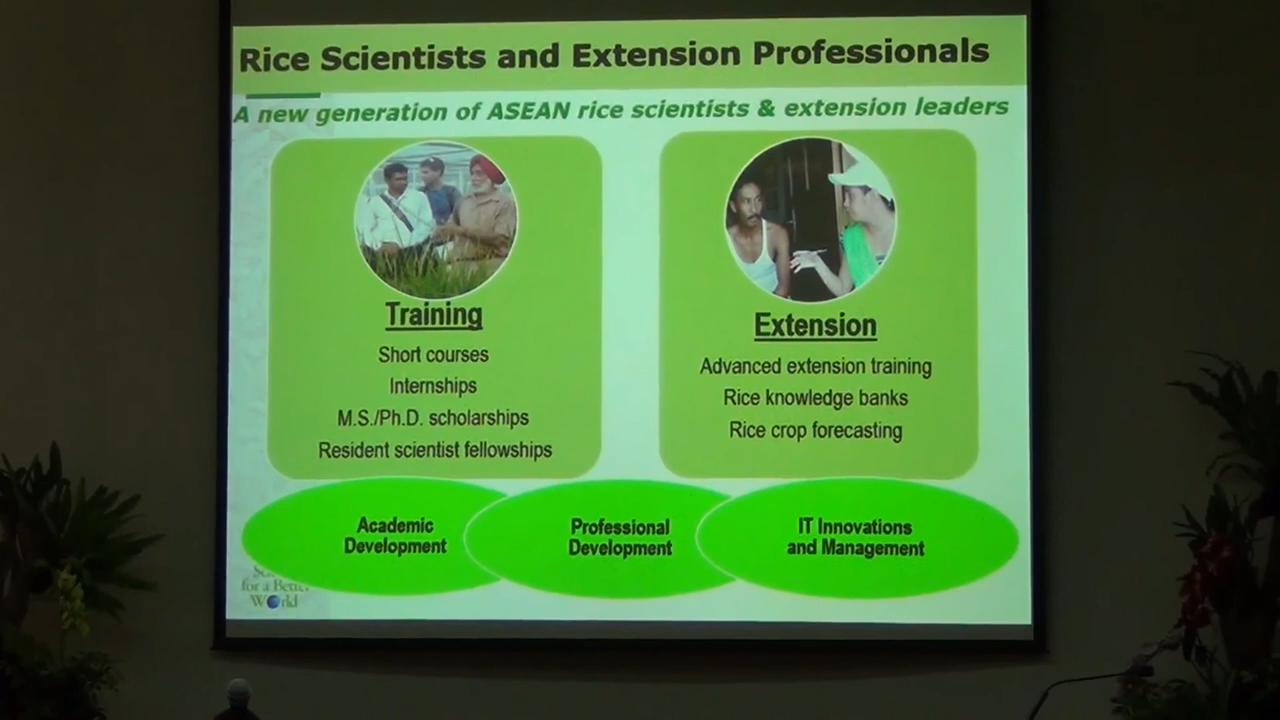 Rice Scientists and Extension Professionals
A new generation of ASEAN rice scientists & extension leaders
Training
Short courses
Internships
M.S./Ph.D. scholarships
Resident scientist fellowships
Extension
Advanced extension training
Rice knowledge banks
Rice crop forecasting
Academic
Development
Professional
Development
IT Innovations
and Management
for a Better
World